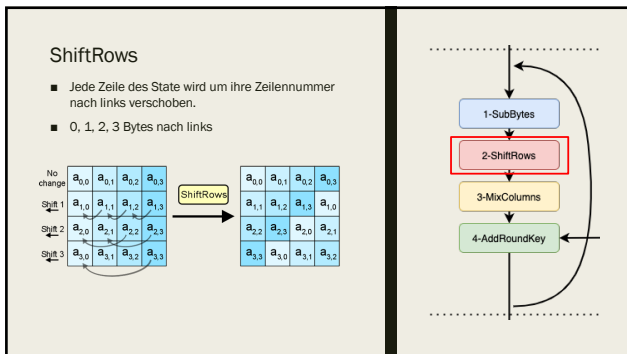 ShiftRows
■ Jede Zeile des State wird um ihre Zeilennummer
nach links verschoben.
■ 0, 1, 2, 3 Bytes nach links
No
change
Shift 1
Shift 2
Shift 3
a0,0 a0,1 a0,2 a0,3
a1,0 a1,1 a1,2 a1,3
a2,0 a2,1 a2,2 a2,3
a3,0 a3,1 a3,2 a3,3
ShiftRows
a0,0 a0,1 a0,2 a0,3
a1,1 a1,2 a1,3 a1,0
a2,2 a2,3 a2,0 a2,1
a3,3 a3,0 a3,1 a3,2
1-SubBytes
2-ShiftRows
3-MixColumns
4-AddRoundKey